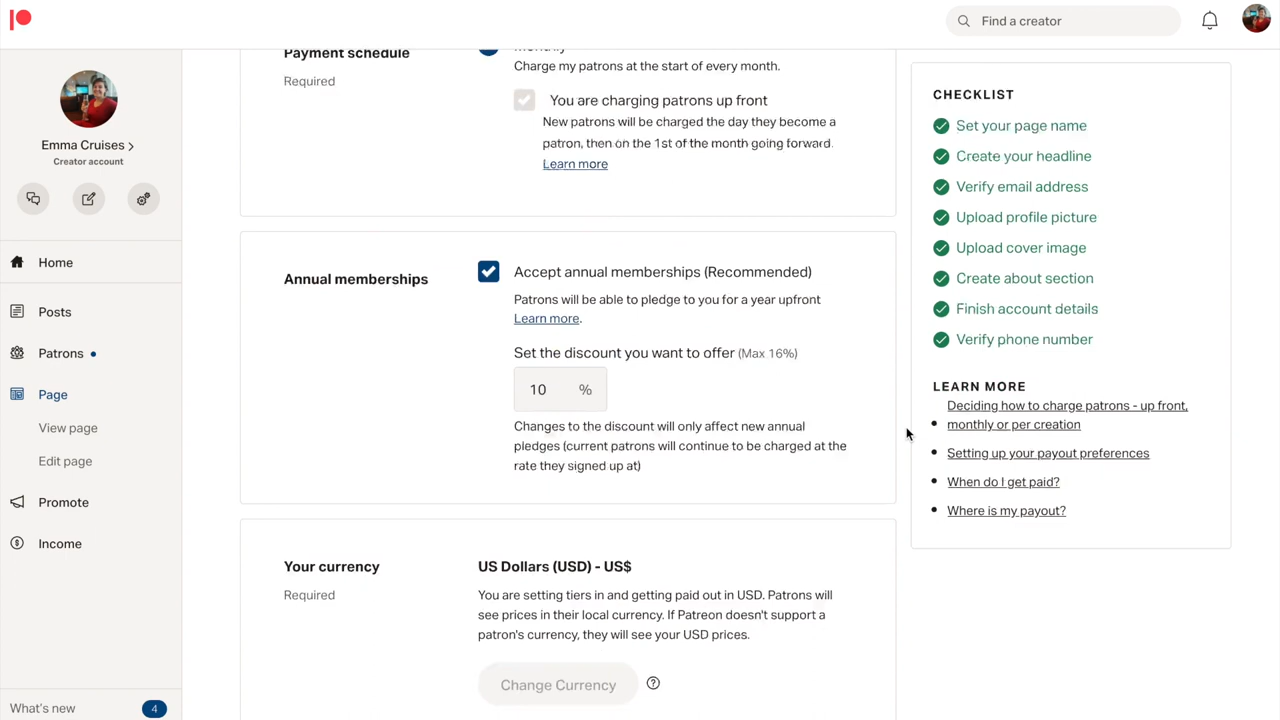 Find a creator
Emma Cruises
Creator account
Home
Posts
Patrons
Page
View page
Edit page
Promote
Income
What's new
4
Payment schedule
Required
Monthly
Charge my patrons at the start of every month.
You are charging patrons up front
New patrons will be charged the day they become a
patron, then on the 1st of the month going forward.
Learn more
Annual memberships
Accept annual memberships (Recommended)
Patrons will be able to pledge to you for a year upfront
Learn more.
Set the discount you want to offer (Max 16%)
10 %
Changes to the discount will only affect new annual
pledges (current patrons will continue to be charged at the
rate they signed up at)
Your currency
Required
US Dollars (USD) - US$
You are setting tiers in and getting paid out in USD. Patrons will
see prices in their local currency. If Patreon doesn't support a
patron's currency, they will see your USD prices.
Change Currency
CHECKLIST
Set your page name
Create your headline
Verify email address
Upload profile picture
Upload cover image
Create about section
Finish account details
Verify phone number
LEARN MORE
Deciding how to charge patrons - up front,
monthly or per creation
Setting up your payout preferences
When do I get paid?
Where is my payout?